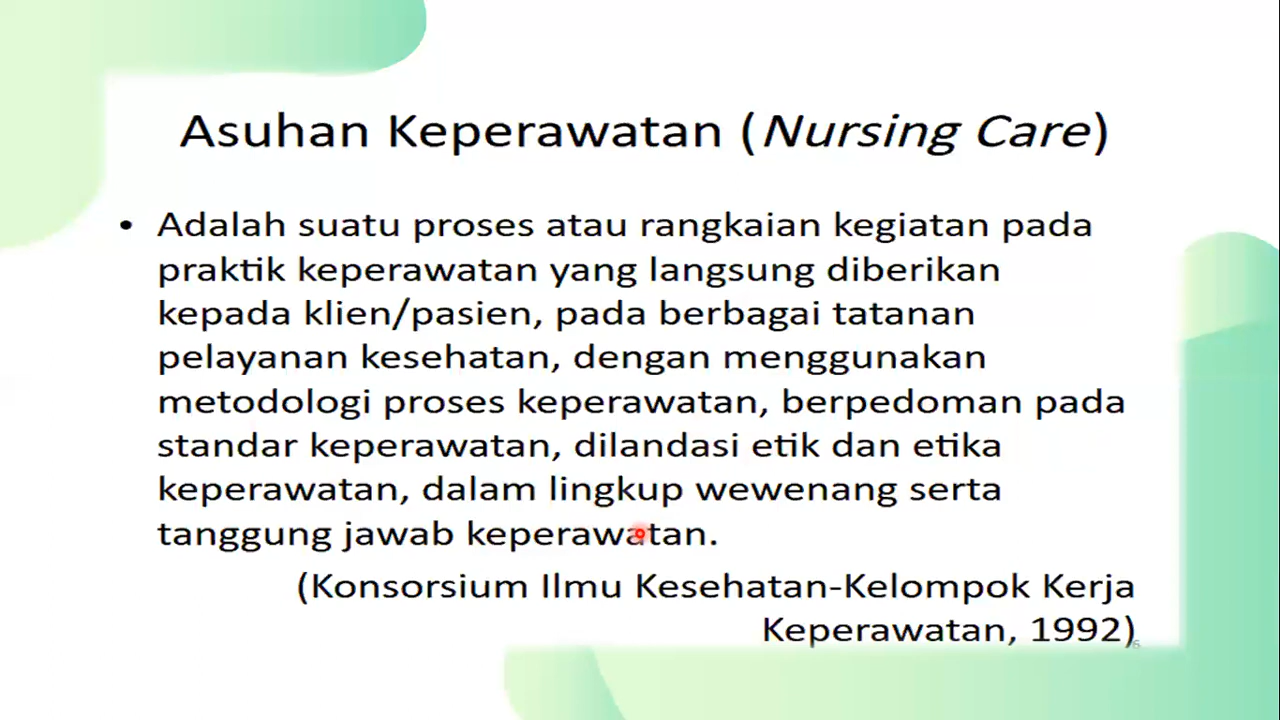 Asuhan Keperawatan (Nursing Care)
• Adalah suatu proses atau rangkaian kegiatan pada
praktik keperawatan yang langsung diberikan
kepada klien/pasien, pada berbagai tatanan
pelayanan kesehatan, dengan menggunakan
metodologi proses keperawatan, berpedoman pada
standar keperawatan, dilandasi etik dan etika
keperawatan, dalam lingkup wewenang serta
tanggung jawab keperawatan.
(Konsorsium Ilmu Kesehatan-Kelompok Kerja
Keperawatan, 1992)
6